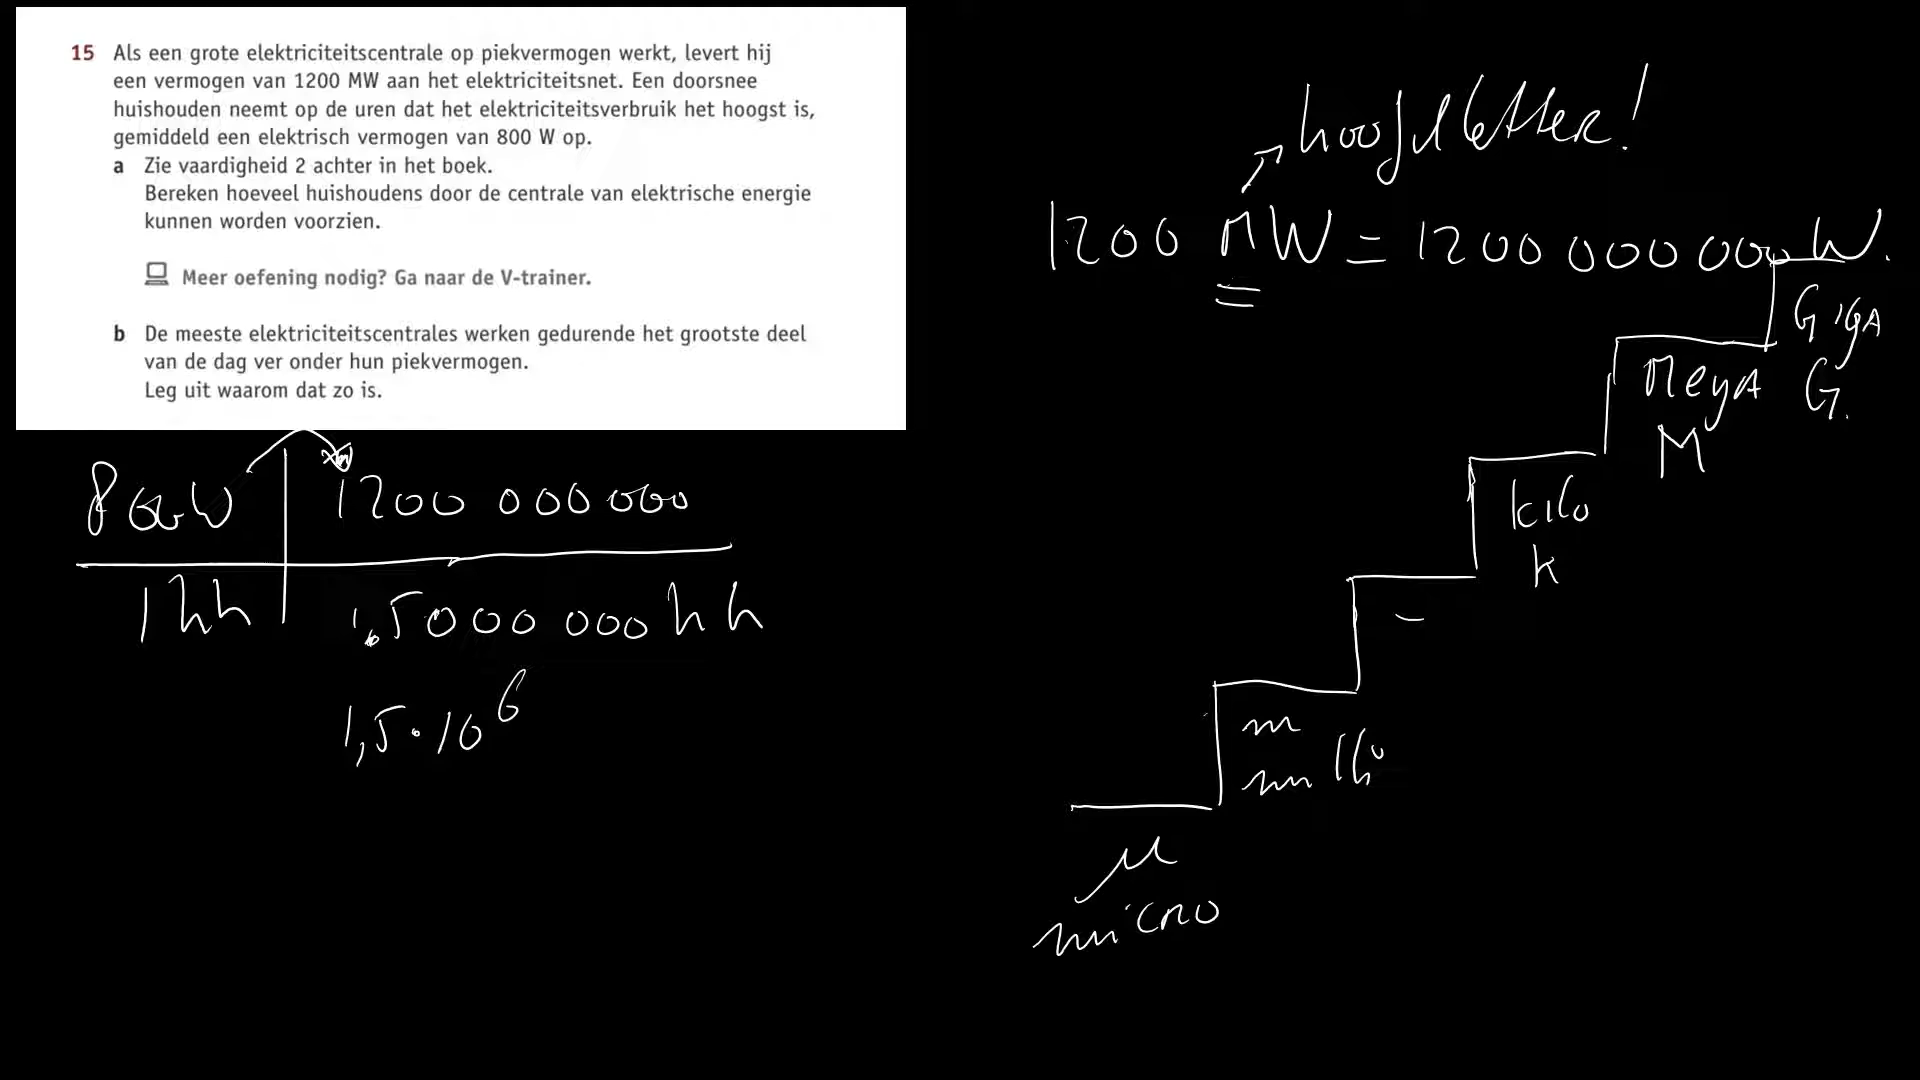 15 Als een grote elektriciteitscentrale op piekvermogen werkt, levert hij
een vermogen van 1200 MW aan het elektriciteitsnet. Een doorsnee
huishouden neemt op de uren dat het elektriciteitsverbruik het hoogst is,
gemiddeld een elektrisch vermogen van 800 W op.
a Zie vaardigheid 2 achter in het boek.
Bereken hoeveel huishoudens door de centrale van elektrische energie
kunnen worden voorzien.
Meer oefening nodig? Ga naar de V-trainer.
b De meeste elektriciteitscentrales werken gedurende het grootste deel
van de dag ver onder hun piekvermogen.
Leg uit waarom dat zo is.
800W 1200 000 000
1 hh 1.5000 000 hh
1,5 · 10^6
hoofdletter!
1200 MW = 1200 000 000 W.
GIGA
G.
MegA
M
kilo
k
-
m
milli
μ
micro